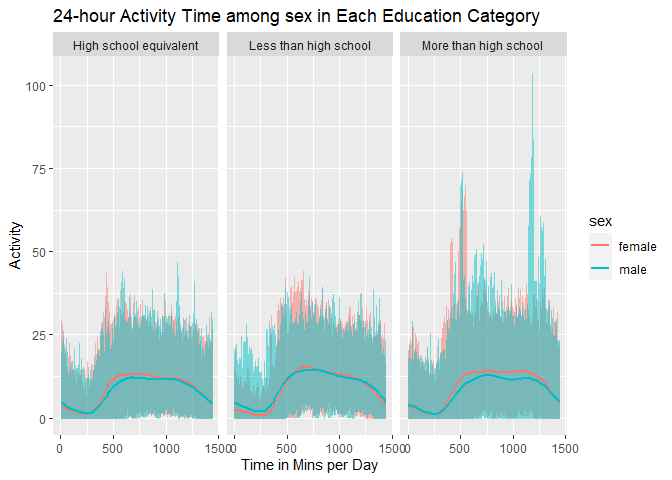 24-hour Activity Time among sex in Each Education Category
High school equivalent
Less than high school
More than high school
Activity
100
75
50
25
0
0 500 1000 1500
0 500 1000 1500
0 500 1000 1500
Time in Mins per Day
sex
female
male